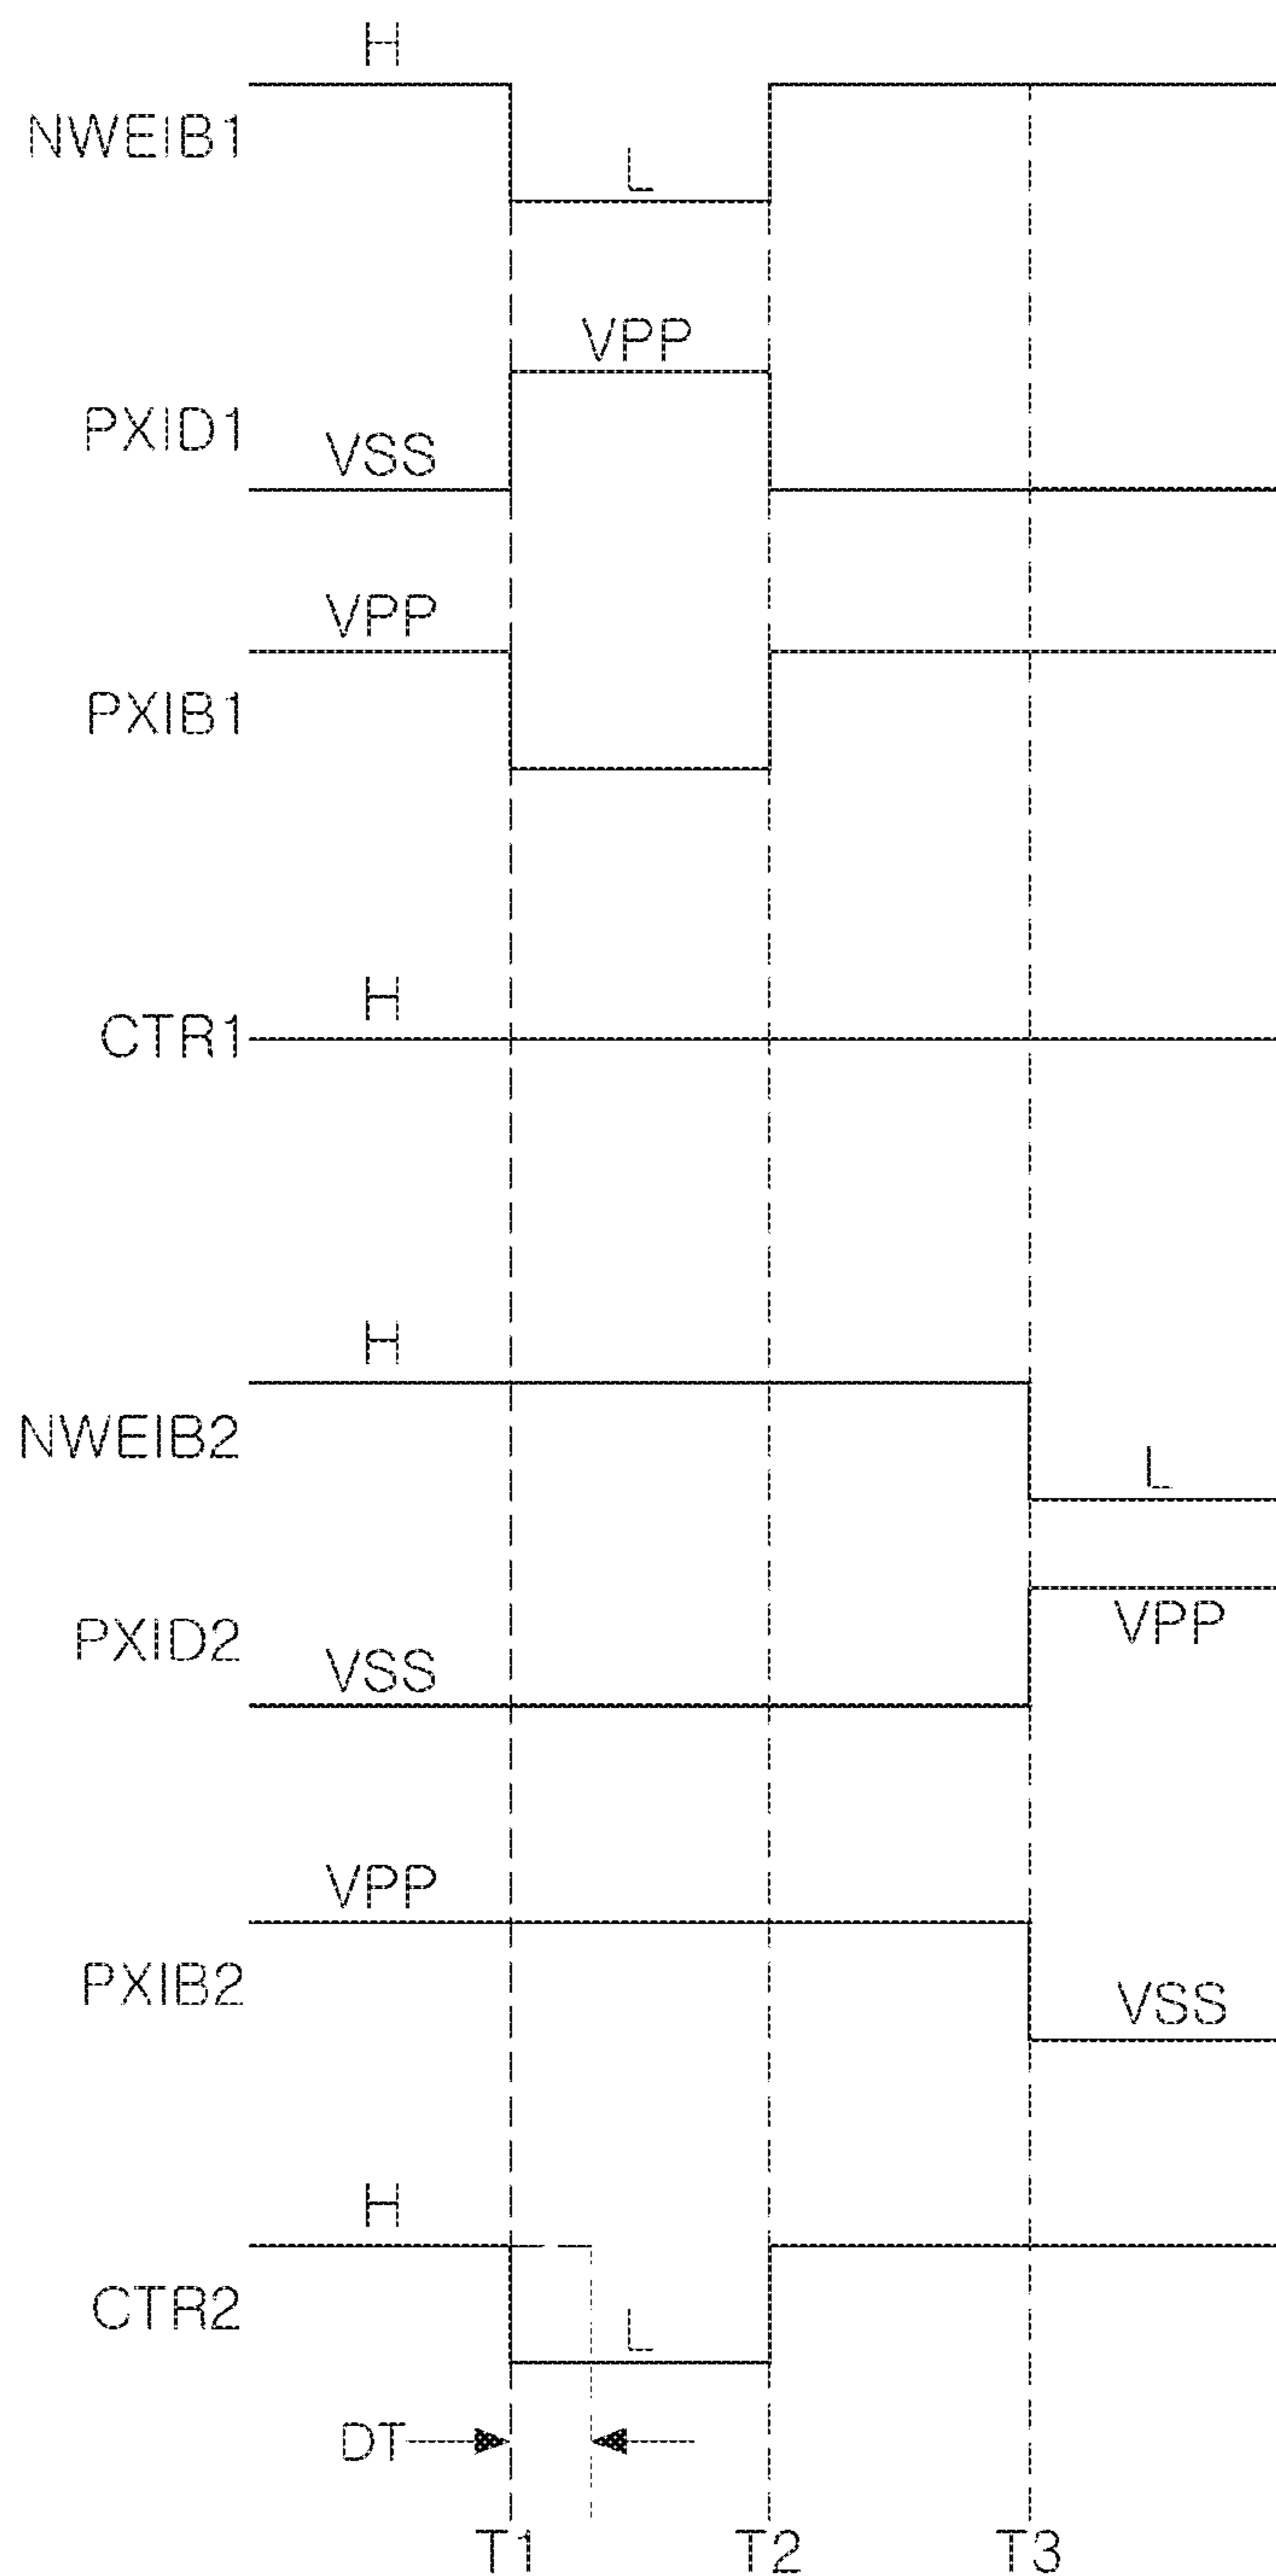 H
NWEIB1
L
VPP
PXID1
VSS
VPP
PXIB1
H
CTR1
H
NWEIB2
L
PXID2
VPP
VSS
VPP
PXIB2
VSS
H
CTR2
L
DT
T1 T2 T3